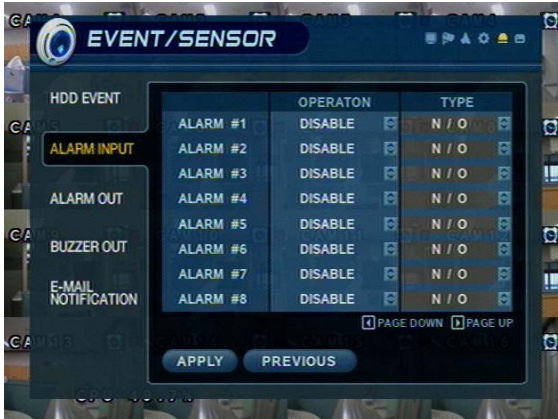 EVENT/SENSOR
HDD EVENT
ALARM INPUT
ALARM OUT
BUZZER OUT
E-MAIL
NOTIFICATION
OPERATON TYPE
ALARM #1 DISABLE N / O
ALARM #2 DISABLE N / O
ALARM #3 DISABLE N / O
ALARM #4 DISABLE N / O
ALARM #5 DISABLE N / O
ALARM #6 DISABLE N / O
ALARM #7 DISABLE N / O
ALARM #8 DISABLE N / O
PAGE DOWN PAGE UP
APPLY PREVIOUS
CAM13